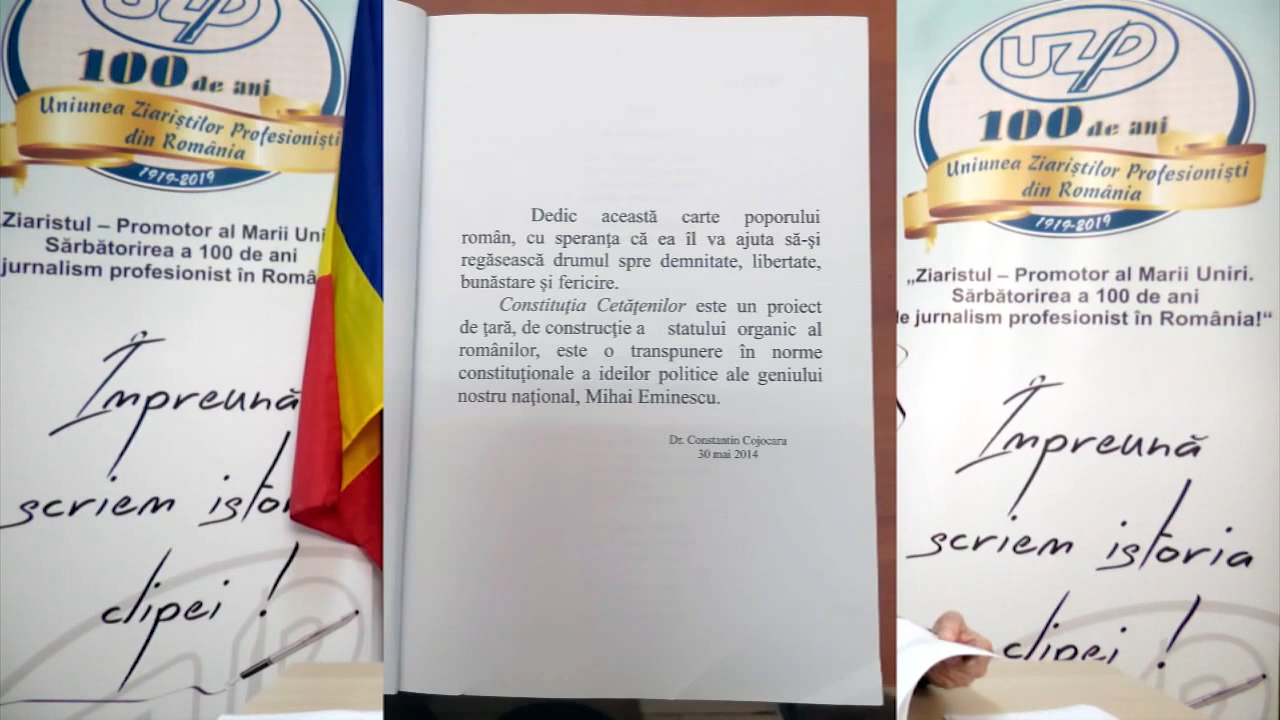 UZP
100 de ani
Uniunea Ziariștilor Profesioniști
din România
1919-2019
Ziaristul – Promotor al Marii Uni
Sărbătorirea a 100 de ani
jurnalism profesionist în Româ
Împreună
scriem isto
clipei !
Dedic această carte poporului
român, cu speranța că ea îl va ajuta să-și
regăsească drumul spre demnitate, libertate,
bunăstare și fericire.
Constituția Cetățenilor este un proiect
de țară, de construcție a statului organic al
românilor, este o transpunere în norme
constituționale a ideilor politice ale geniului
nostru național, Mihai Eminescu.
Dr. Constantin Cojocaru
30 mai 2014
UZP
100 de ani
Uniunea Ziariștilor Profesioniști
din România
1919-2019
„Ziaristul – Promotor al Marii Uniri.
Sărbătorirea a 100 de ani
e jurnalism profesionist în România!“
Împreună
scriem istoria
clipei !